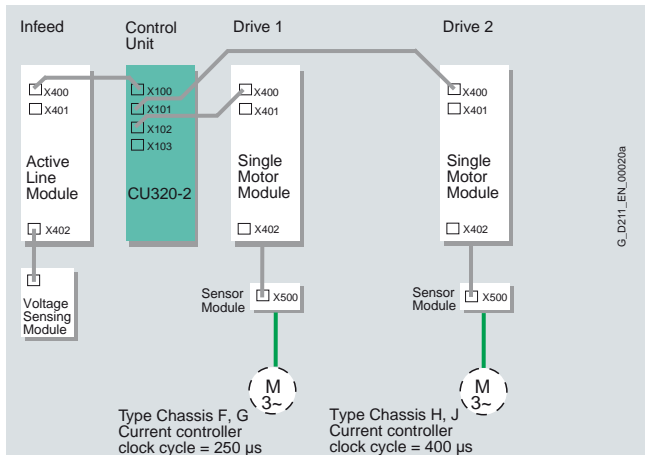 Infeed
Control
Unit
Drive 1
Drive 2
X400
X401
Active
Line
Module
X402
Voltage
Sensing
Module
X100
X101
X102
X103
CU320-2
X400
X401
Single
Motor
Module
X402
Sensor
Module
X500
M
3~
Type Chassis F, G
Current controller
clock cycle = 250 µs
X400
X401
Single
Motor
Module
X402
Sensor
Module
X500
M
3~
Type Chassis H, J
Current controller
clock cycle = 400 µs
G_D211_EN_00020a